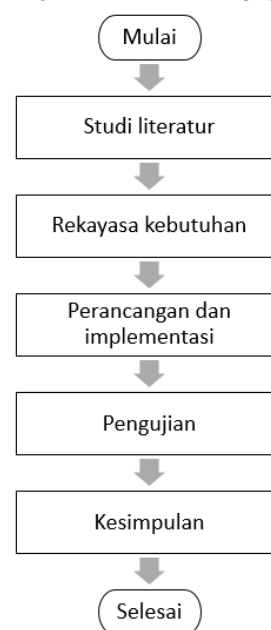 Mulai
Studi literatur
Rekayasa kebutuhan
Perancangan dan
implementasi
Pengujian
Kesimpulan
Selesai